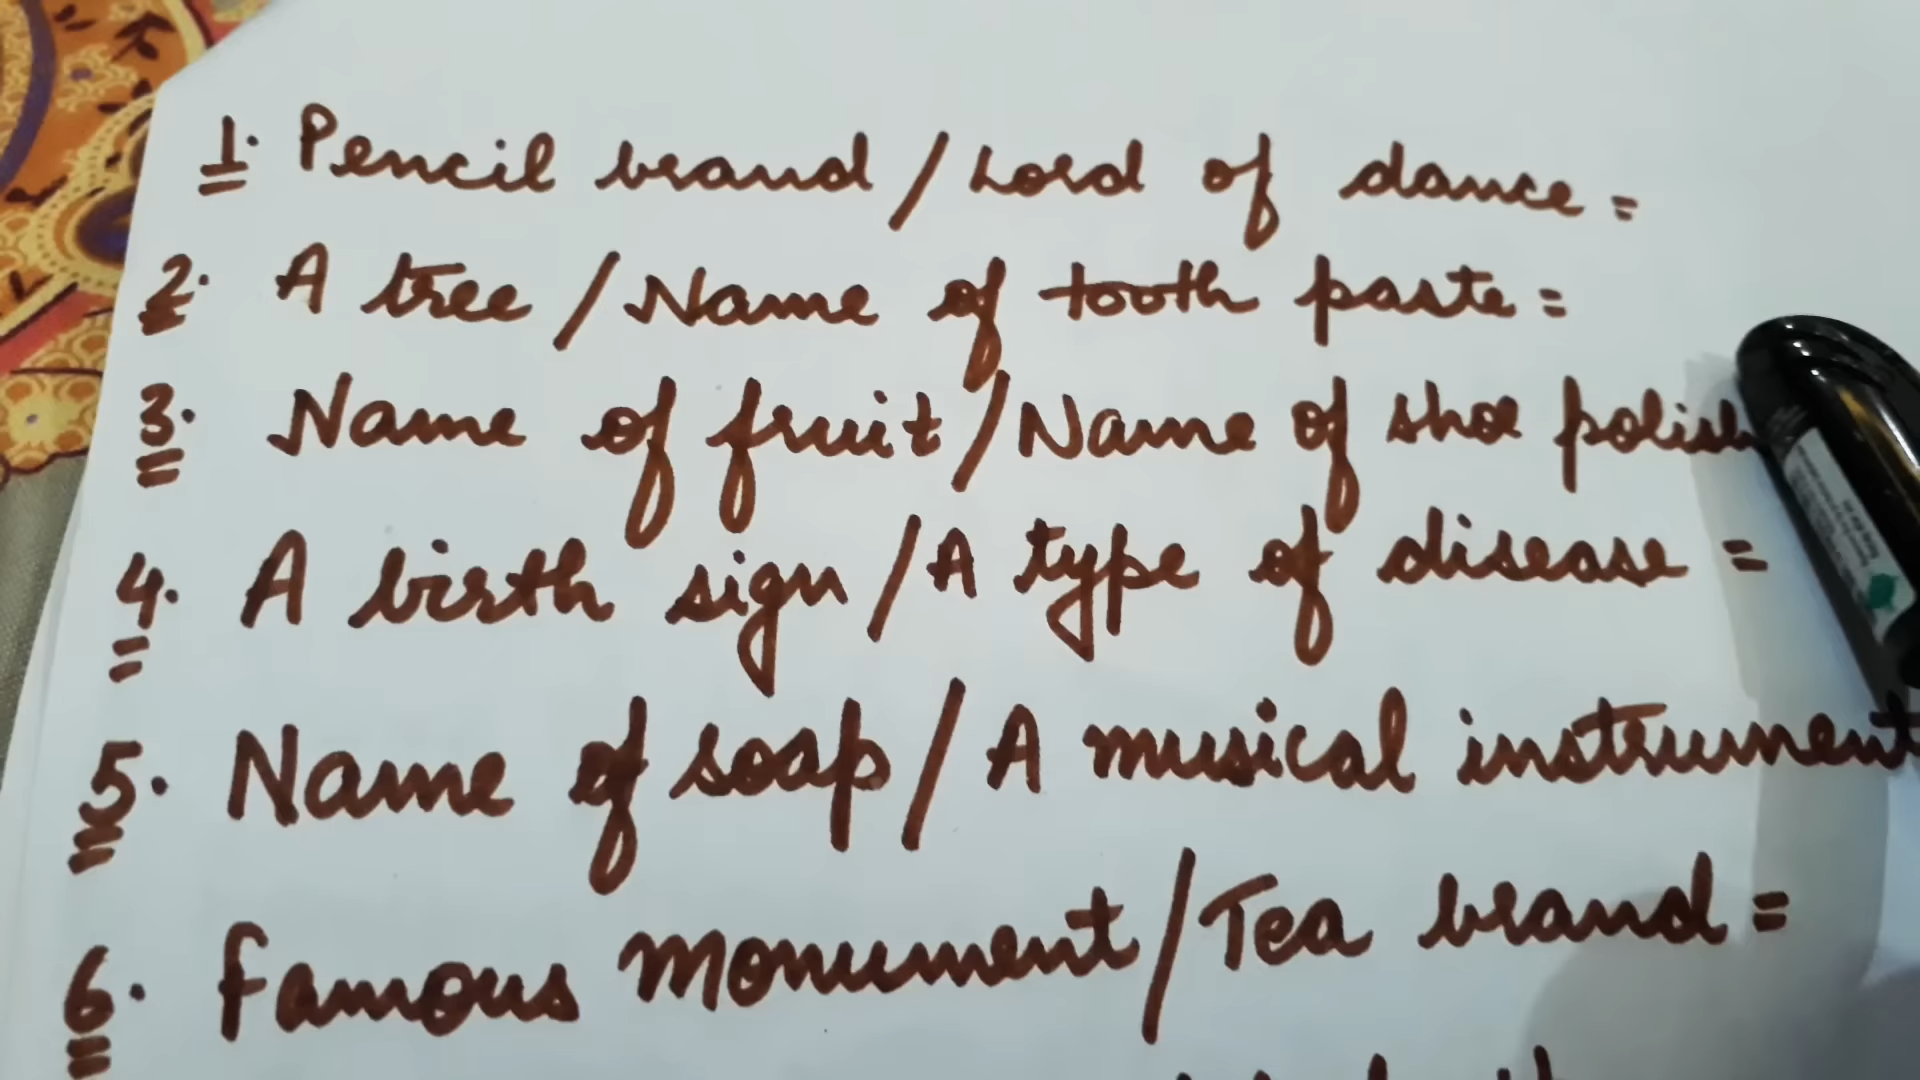 1. Pencil brand / Lord of dance =
2. A tree / Name of tooth paste =
3. Name of fruit / Name of shoe polish
4. A birth sign / A type of disease =
5. Name of soap / A musical instrument
6. Famous monument / Tea brand =